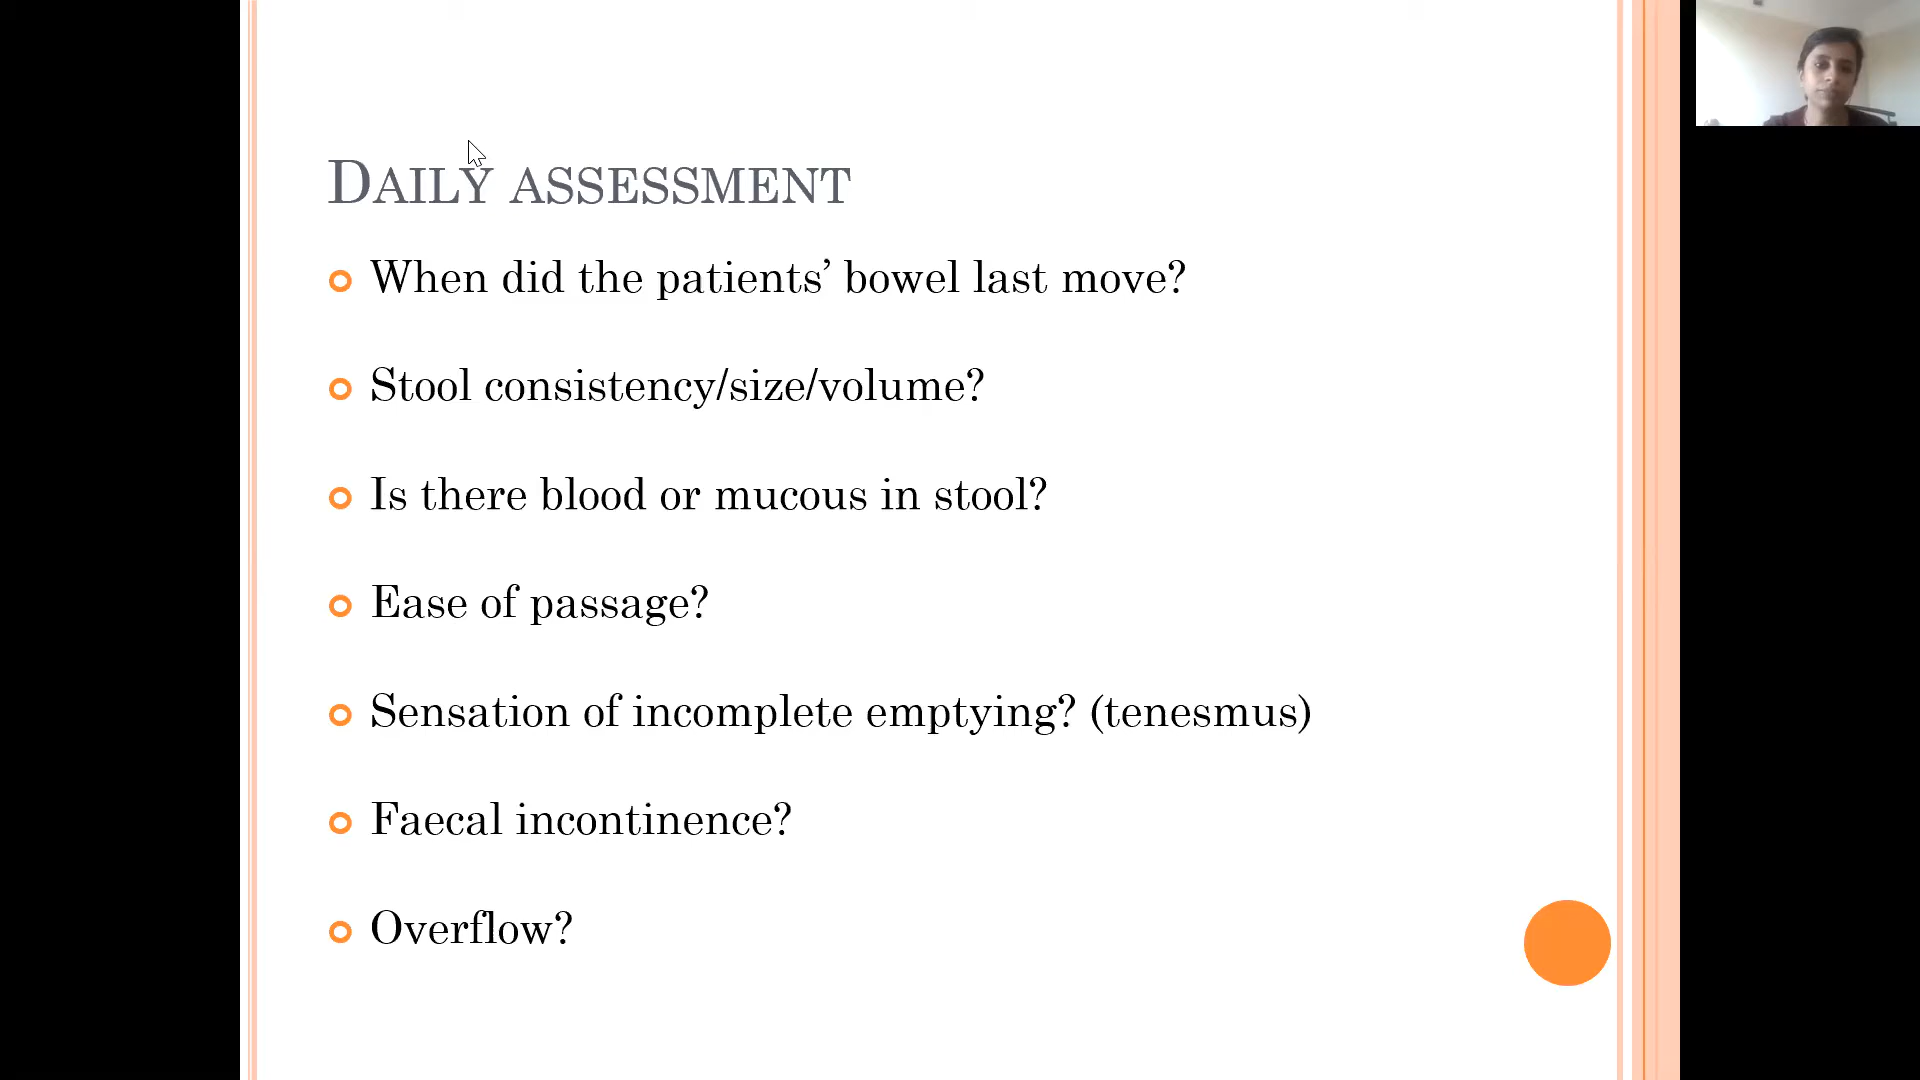 DAILY ASSESSMENT
When did the patients’ bowel last move?
Stool consistency/size/volume?
Is there blood or mucous in stool?
Ease of passage?
Sensation of incomplete emptying? (tenesmus)
Faecal incontinence?
Overflow?